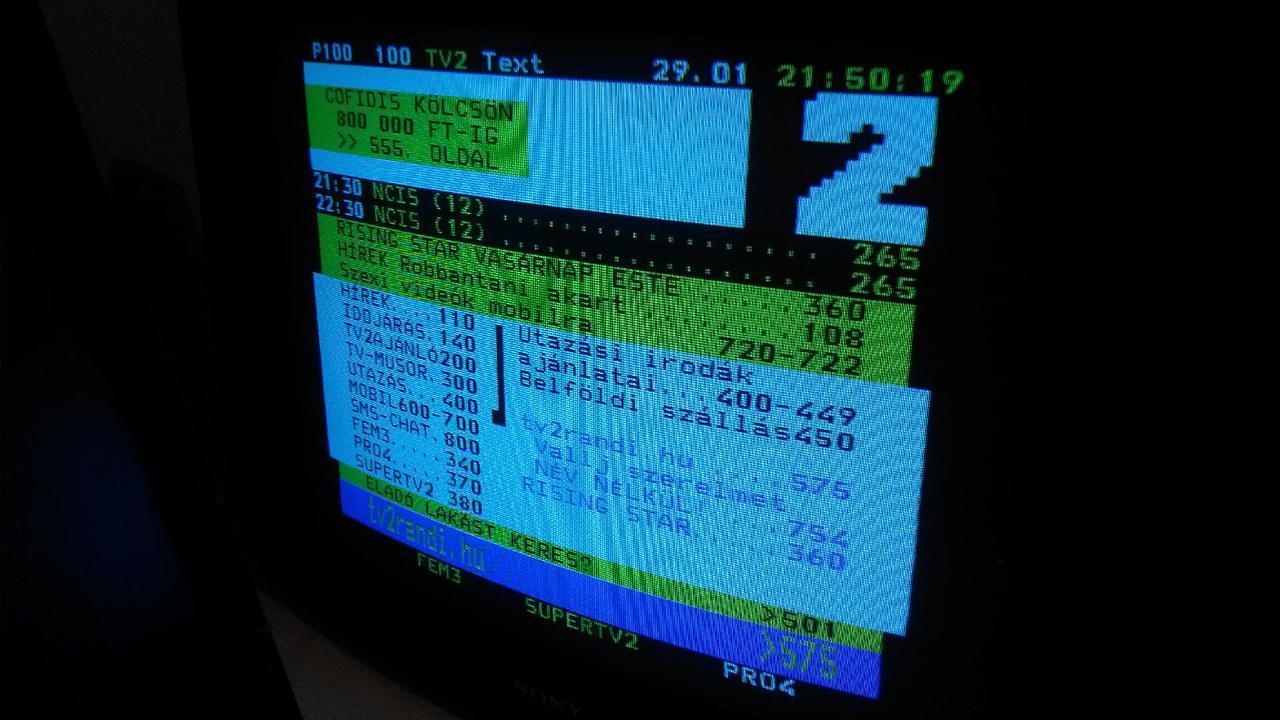 P100 100 TV2 Text 29.01 21:50:19
COFIDIS KÖLCSÖN
800 000 FT-IG
>> 555. OLDAL
2
21:30 NCIS (12) .................. 265
22:30 NCIS (12) .................. 265
RISING STAR VASÁRNAP ESTE ..... 360
HÍREK Robbantani akart ........ 108
Szexi videók mobilra 720-722
HÍREK....110
IDŐJÁRÁS.140
TV2AJÁNLÓ200
TV-MŰSOR.300
UTAZÁS...400
MOBIL600-700
SMS-CHAT.800
FEM3.....340
PRO4.....370
SUPERTV2 380
Utazási irodák
ajánlatai...400-449
Belföldi szállás450
tv2randi.hu ... 575
Vallj szerelmet
NÉV NÉLKÜL! ... 754
RISING STAR...... 360
ELADÓ LAKÁST KERES? >501
tv2randi.hu >575
FEM3 SUPERTV2 PRO4
SONY